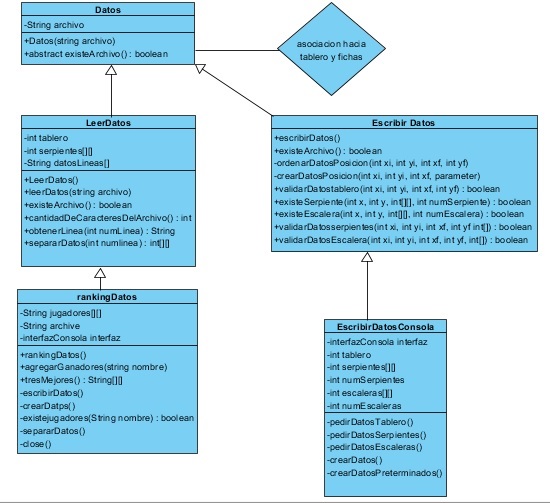 Datos
-String archivo
+Datos(string archivo)
+abstract existeArchivo() : boolean
asociacion hacia
tablero y fichas
LeerDatos
-int tablero
-int serpientes[][]
-String datosLineas[]
+LeerDatos()
+leerDatos(string archivo)
+existeArchivo() : boolean
+cantidadDeCaracteresDelArchivo() : int
+obtenerLinea(int numLinea) : String
+separarDatos(int numlinea) : int[][]
Escribir Datos
+escribirDatos()
+existeArchivo() : boolean
-ordenarDatosPosicion(int xi, int yi, int xf, int yf)
-crearDatosPosicion(int xi, int yi, int xf, parameter)
+validarDatostablero(int xi, int yi, int xf, int yf) : boolean
+existeSerpiente(int x, int y, int[][], int numSerpiente) : boolean
+existeEscalera(int x, int y, int[][], int numEscalera) : boolean
+validarDatosserpientes(int xi, int yi, int xf, int yf int[]) : boolean
+validarDatosEscalera(int xi, int yi, int xf, int yf, int[]) : boolean
rankingDatos
-String jugadores[][]
-String archive
-interfazConsola interfaz
+rankingDatos()
+agregarGanadores(string nombre)
+tresMejores() : String[][]
-escribirDatos()
-crearDatps()
-existejugadores(String nombre) : boolean
-separarDatos()
-close()
EscribirDatosConsola
-interfazConsola interfaz
-int tablero
-int serpientes[][]
-int numSerpientes
-int escaleras[][]
-int numEscaleras
-pedirDatosTablero()
-pedirDatosSerpientes()
-pedirDatosEscaleras()
-crearDatos()
-crearDatosPreterminados()